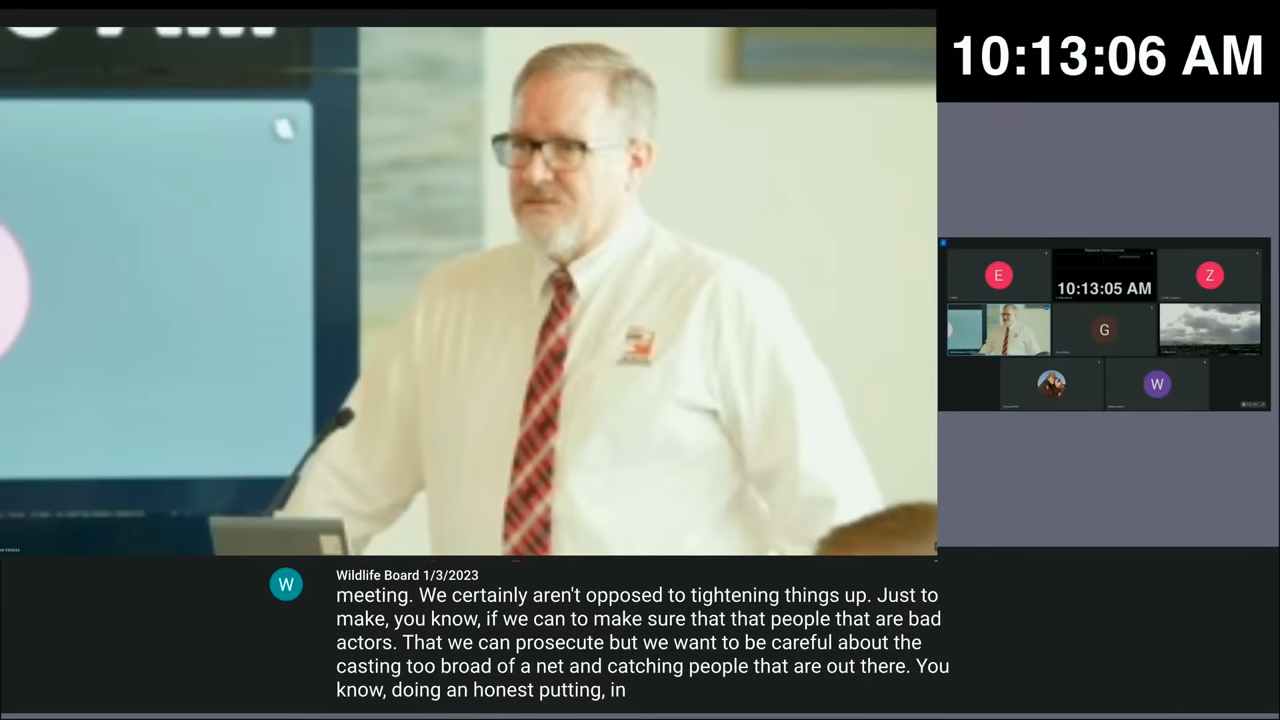 10:13:06 AM
E
10:13:05 AM
Z
G
W
W
Wildlife Board 1/3/2023
meeting. We certainly aren't opposed to tightening things up. Just to
make, you know, if we can to make sure that that people that are bad
actors. That we can prosecute but we want to be careful about the
casting too broad of a net and catching people that are out there. You
know, doing an honest putting, in